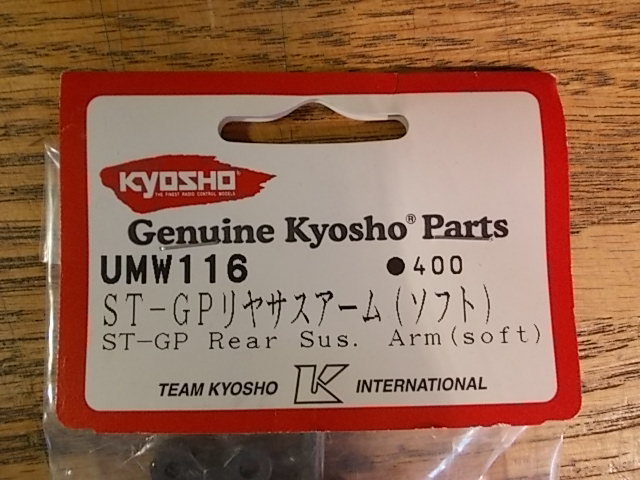 KYOSHO
THE FINEST RADIO CONTROL MODELS
Genuine Kyosho® Parts
UMW116 ●400
ST-GPリヤサスアーム(ソフト)
ST-GP Rear Sus. Arm(soft)
TEAM KYOSHO K INTERNATIONAL